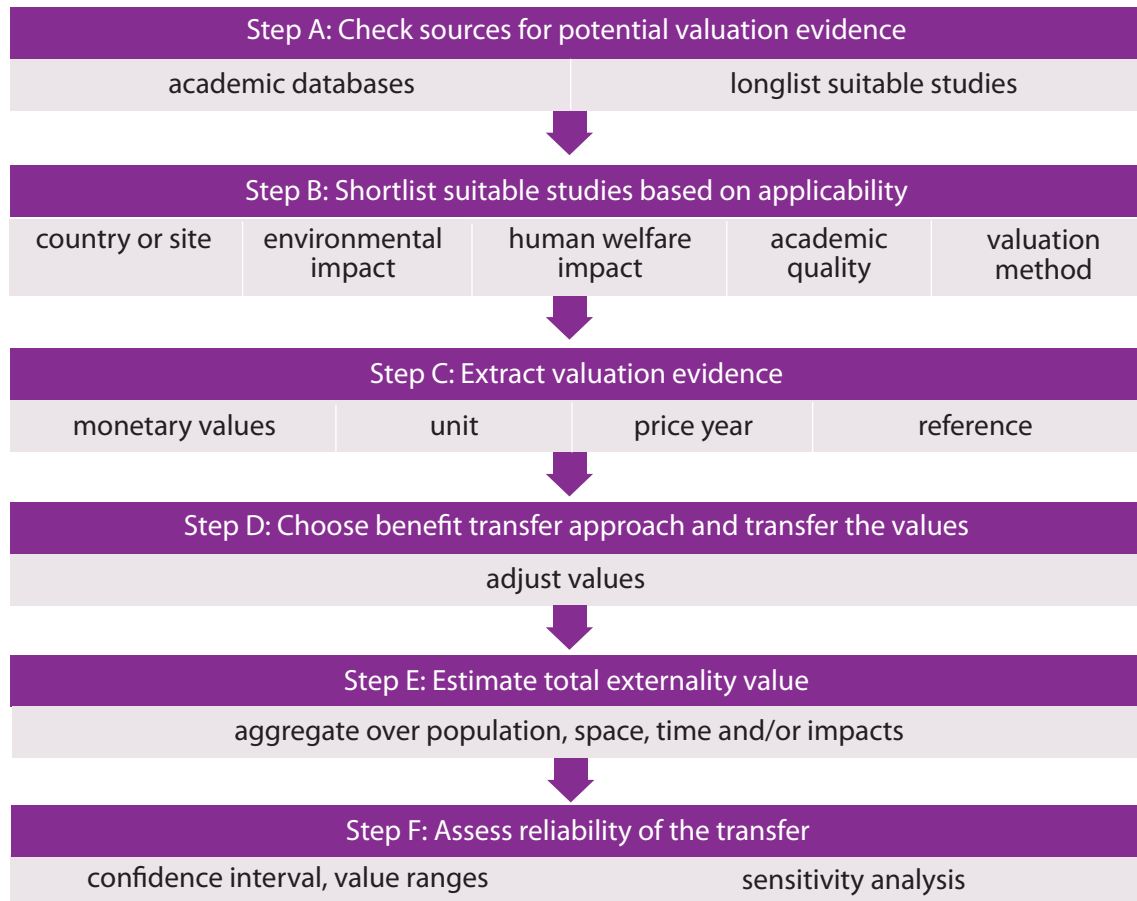 Step A: Check sources for potential valuation evidence
academic databases
longlist suitable studies
Step B: Shortlist suitable studies based on applicability
country or site
environmental
impact
human welfare
impact
academic
quality
valuation
method
Step C: Extract valuation evidence
monetary values
unit
price year
reference
Step D: Choose benefit transfer approach and transfer the values
adjust values
Step E: Estimate total externality value
aggregate over population, space, time and/or impacts
Step F: Assess reliability of the transfer
confidence interval, value ranges
sensitivity analysis